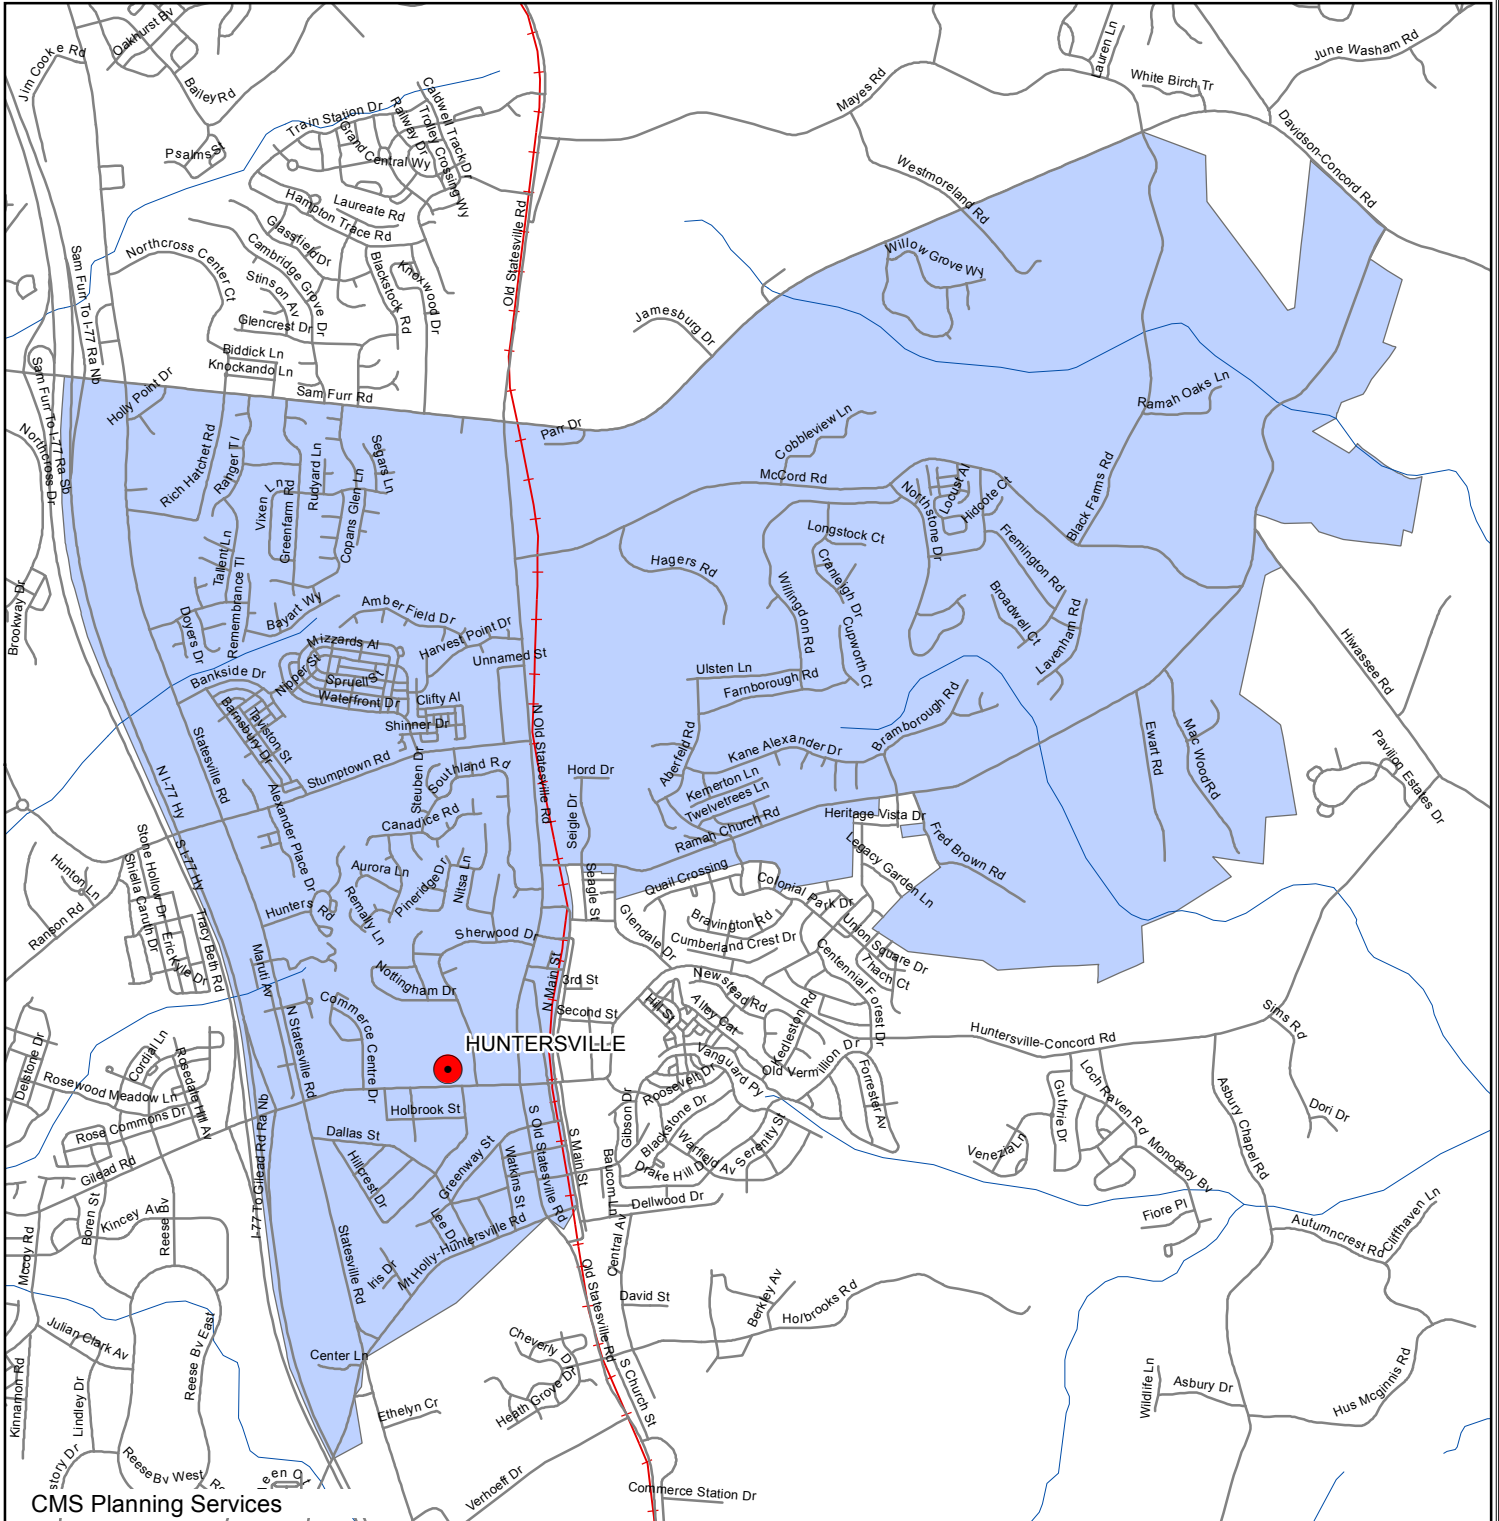 Jim Cooke Rd
Oakhurst Bv
Bailey Rd
Psalms St
Train Station Dr
Grand Central Wy
Railway Dr
Trolley Crossing Wy
Caldwell Track Dr
Laureate Rd
Hampton Trace Rd
Glassfield Dr
Cambridge Grove Dr
Stinson Av
Glencrest Dr
Blackstock Rd
Knoxwood Dr
Northcross Center Ct
Biddick Ln
Knockando Ln
Sam Furr Rd
Sam Furr To I-77 Ra Nb
Sam Furr To I-77 Ra Sb
Northcross Dr
Old Statesville Rd
Mayes Rd
Westmoreland Rd
Lauren Ln
White Birch Tr
June Washam Rd
Davidson-Concord Rd
Willow Grove Wy
Jamesburg Dr
Parr Dr
Cobbleview Ln
McCord Rd
Ramah Oaks Ln
Black Farms Rd
Holly Point Dr
Rich Hatchet Rd
Ranger Tl
Vixen Ln
Greenfarm Rd
Rudyard Ln
Copans Glen Ln
Segars Ln
Tallent Ln
Remembrance Tl
Doyers Dr
Bayart Wy
Amber Field Dr
Harvest Point Dr
Unnamed St
Mizzards Al
Nipper St
Spruell St
Waterfront Dr
Clifty Al
Shinner Dr
Bankside Dr
Barnsbury Dr
Taviston St
Stumptown Rd
Steuben Dr
Southland Rd
Canadice Rd
Statesville Rd
Alexander Place Dr
Brookway Dr
N I-77 Hy
S I-77 Hy
Hagers Rd
Longstock Ct
Cranleigh Dr
Willingdon Rd
Cupworth Ct
Northstone Dr
Locust Al
Hidcote Ct
Fremington Rd
Broadwell Ct
Lavenham Rd
Ulsten Ln
Farnborough Rd
Aberfeld Rd
Kane Alexander Dr
Bramborough Rd
Kemerton Ln
Twelvetrees Ln
Ramah Church Rd
Hord Dr
Seigle Dr
N Old Statesville Rd
Hiwassee Rd
Ewart Rd
Mac Wood Rd
Pavilion Estates Dr
Heritage Vista Dr
Fred Brown Rd
Legacy Garden Ln
Hunton Ln
Ranson Rd
Stone Hollow Dr
Shiella Caruth Dr
Eric Kyle Dr
Tracy Beth Rd
Aurora Ln
Remally Ln
Pineridge Dr
Nitsa Ln
Hunters Rd
Sherwood Dr
Nottingham Dr
Maruti Av
N Statesville Rd
Commerce Centre Dr
Seagle St
Quail Crossing
Glendale Dr
Colonial Park Dr
Bravington Rd
Cumberland Crest Dr
Union Square Dr
Thach Ct
Centennial Forest Dr
Newstead Rd
Alley Cat
Hill St
Kedleston Rd
Vanguard Py
Old Vermillion Dr
N Main St
3rd St
Second St
HUNTERSVILLE
Huntersville-Concord Rd
Sims Rd
Dori Dr
Delstone Dr
Cordial Ln
Rosedale Hill Av
Rosewood Meadow Ln
Rose Commons Dr
Gilead Rd
I-77 To Gilead Rd Ra Nb
Holbrook St
Dallas St
Hillcrest Dr
Greenway St
Watkins St
Lee Dr
Mt Holly-Huntersville Rd
Iris Dr
S Old Statesville Rd
S Main St
Gibson Dr
Roosevelt Dr
Blackstone Dr
Warfield Av
Serenity St
Drake Hill Dr
Dellwood Dr
Baucom Ln
Forrester Av
Venezia Ln
Guthrie Dr
Loch Raven Rd
Monocacy Bv
Fiore Pl
Asbury Chapel Rd
Autumncrest Rd
Cliffhaven Ln
Mccoy Rd
Boren St
Kincey Av
Reese Bv
Reese Bv East
Reese Bv West
Julian Clark Av
Kinnamon Rd
Lindley Dr
Statesville Rd
Center Ln
Ethelyn Cr
Central Av
David St
Old Statesville Rd
Berkley Av
Holbrooks Rd
Cheverly Dr
Heath Grove Dr
S Church St
Verhoeff Dr
Commerce Station Dr
Wildlife Ln
Asbury Dr
Hus Mcginnis Rd
story Dr
een Ct
CMS Planning Services